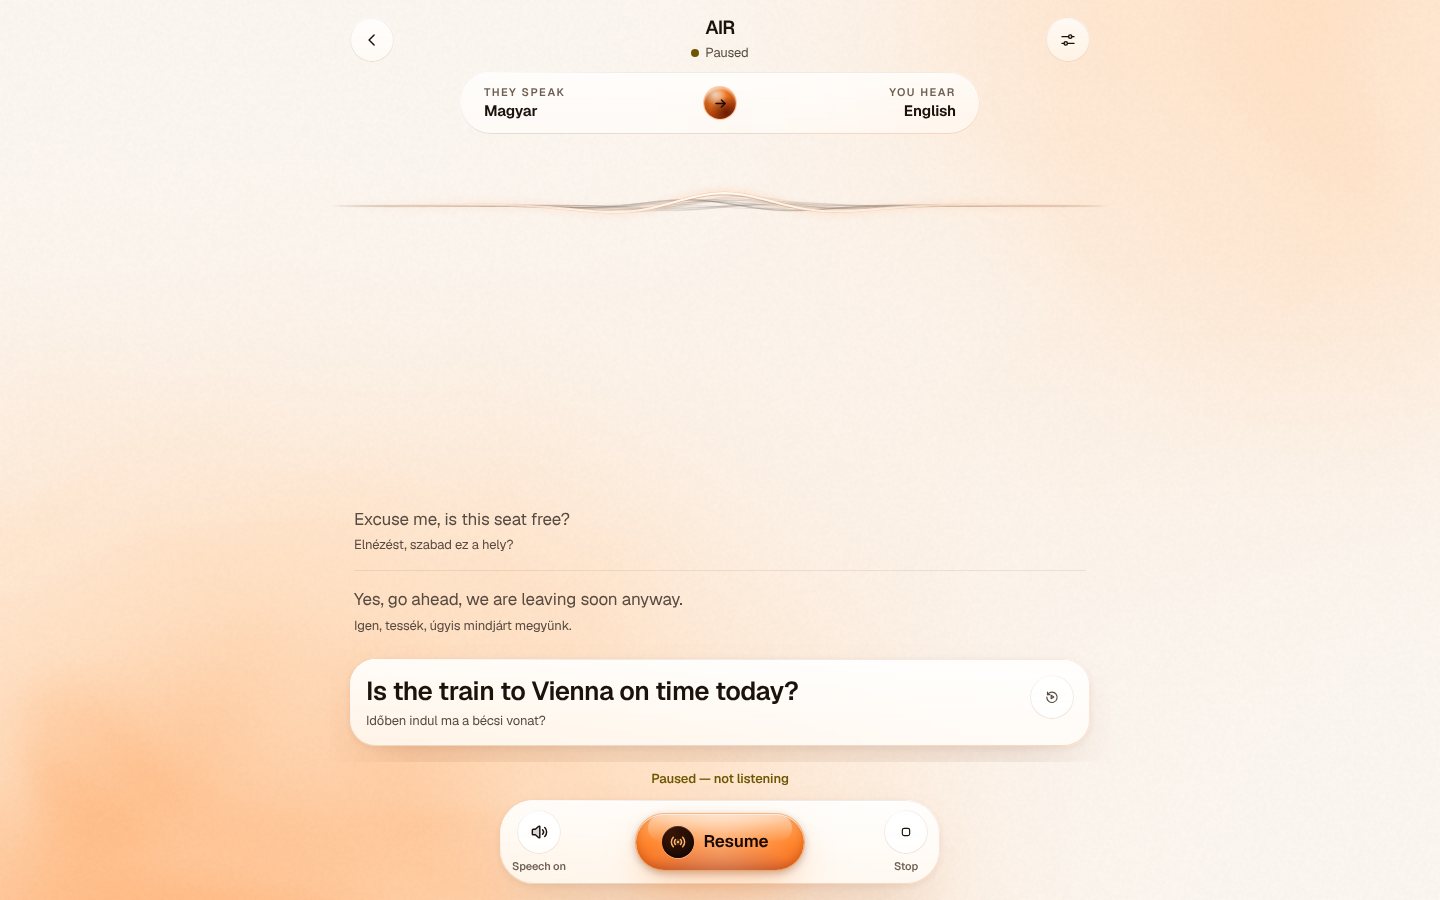 AIR
Paused
THEY SPEAK
Magyar
YOU HEAR
English
Excuse me, is this seat free?
Elnézést, szabad ez a hely?
Yes, go ahead, we are leaving soon anyway.
Igen, tessék, úgyis mindjárt megyünk.
Is the train to Vienna on time today?
Időben indul ma a bécsi vonat?
Paused — not listening
Speech on
Resume
Stop